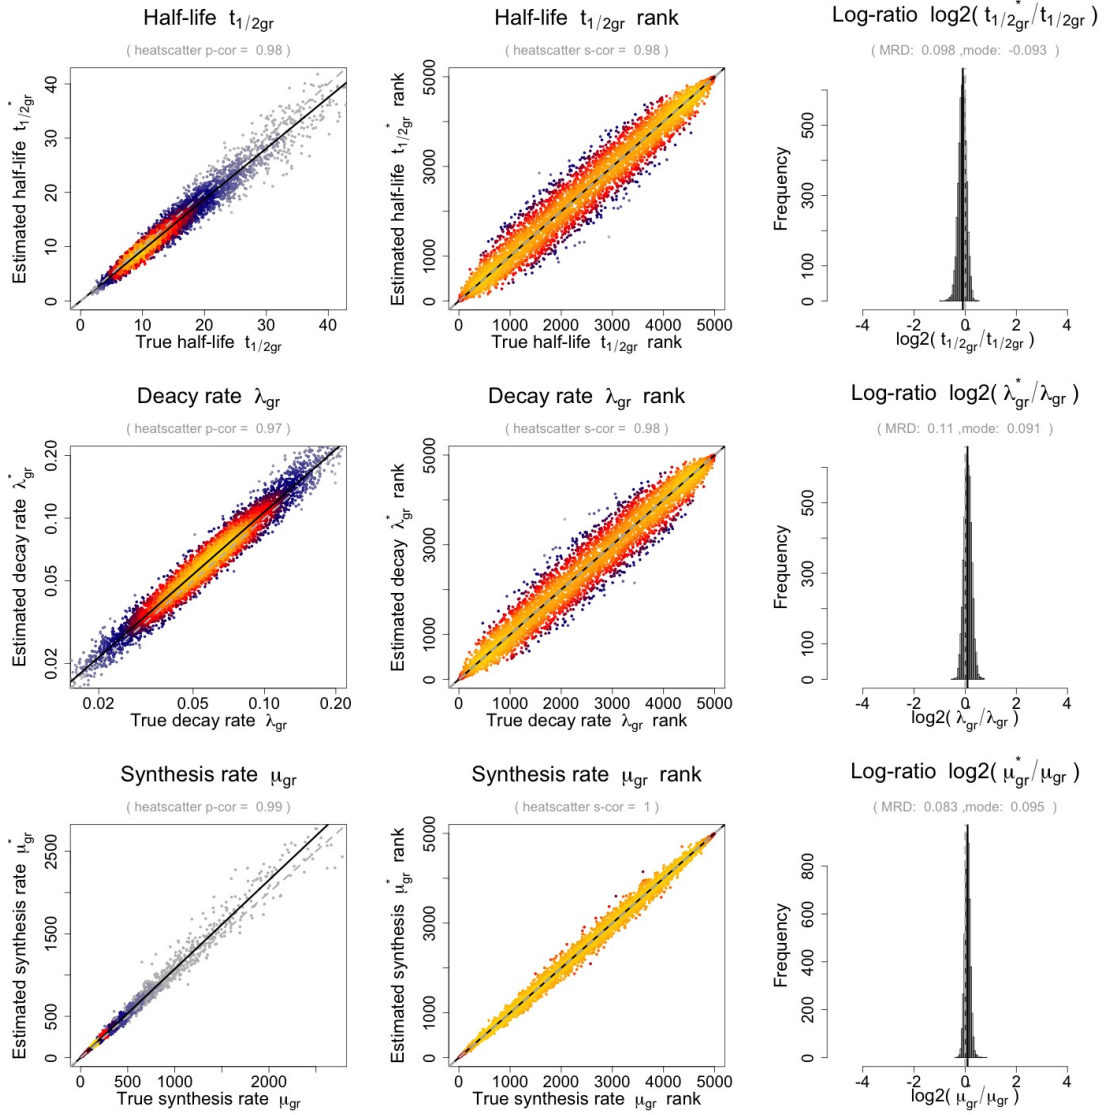 Half-life t1/2gr
( heatscatter p-cor = 0.98 )
Estimated half-life t*1/2gr
40
30
20
10
0
0 10 20 30 40
True half-life t1/2gr
Half-life t1/2gr rank
( heatscatter s-cor = 0.98 )
Estimated half-life t*1/2gr rank
5000
3000
1000
0
0 1000 2000 3000 4000 5000
True half-life t1/2gr rank
Log-ratio log2( t*1/2gr/t1/2gr )
( MRD: 0.098 ,mode: -0.093 )
Frequency
500
300
100
0
-4 -2 0 2 4
log2( t1/2gr/t1/2gr )
Deacy rate λgr
( heatscatter p-cor = 0.97 )
Estimated decay rate λ*gr
0.20
0.10
0.05
0.02
0.02 0.05 0.10 0.20
True decay rate λgr
Decay rate λgr rank
( heatscatter s-cor = 0.98 )
Estimated decay λ*gr rank
5000
3000
1000
0
0 1000 2000 3000 4000 5000
True decay rate λgr rank
Log-ratio log2( λ*gr/λgr )
( MRD: 0.11 ,mode: 0.091 )
Frequency
500
300
100
0
-4 -2 0 2 4
log2( λgr/λgr )
Synthesis rate μgr
( heatscatter p-cor = 0.99 )
Estimated synthesis rate μ*gr
2500
1500
500
0
0 500 1000 2000
True synthesis rate μgr
Synthesis rate μgr rank
( heatscatter s-cor = 1 )
Estimated synthesis μ*gr rank
5000
3000
1000
0
0 1000 2000 3000 4000 5000
True synthesis rate μgr rank
Log-ratio log2( μ*gr/μgr )
( MRD: 0.083 ,mode: 0.095 )
Frequency
800
600
400
200
0
-4 -2 0 2 4
log2( μgr/μgr )